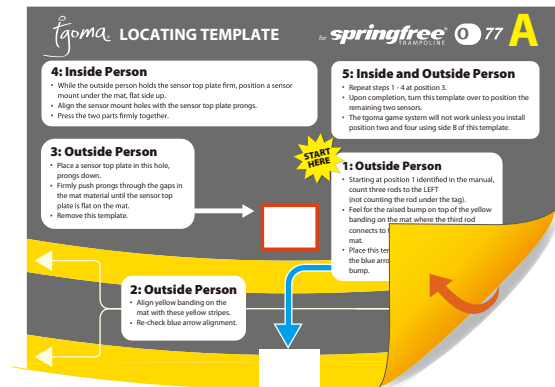 tgoma. LOCATING TEMPLATE
for springfree O 77 A
TRAMPOLINE
4: Inside Person
• While the outside person holds the sensor top plate firm, position a sensor
mount under the mat, flat side up.
• Align the sensor mount holes with the sensor top plate prongs.
• Press the two parts firmly together.
5: Inside and Outside Person
• Repeat steps 1 - 4 at position 3.
• Upon completion, turn this template over to position the
remaining two sensors.
• The tgoma game system will not work unless you install
position two and four using side B of this template.
3: Outside Person
• Place a sensor top plate in this hole,
prongs down.
• Firmly push prongs through the gaps in
the mat material until the sensor top
plate is flat on the mat.
• Remove this template.
START
HERE
1: Outside Person
• Starting at position 1 identified in the manual,
count three rods to the LEFT
(not counting the rod under the tag).
• Feel for the raised bump on top of the yellow
banding on the mat where the third rod
connects to t
mat.
• Place this te
the blue arro
bump.
2: Outside Person
• Align yellow banding on the
mat with these yellow stripes.
• Re-check blue arrow alignment.